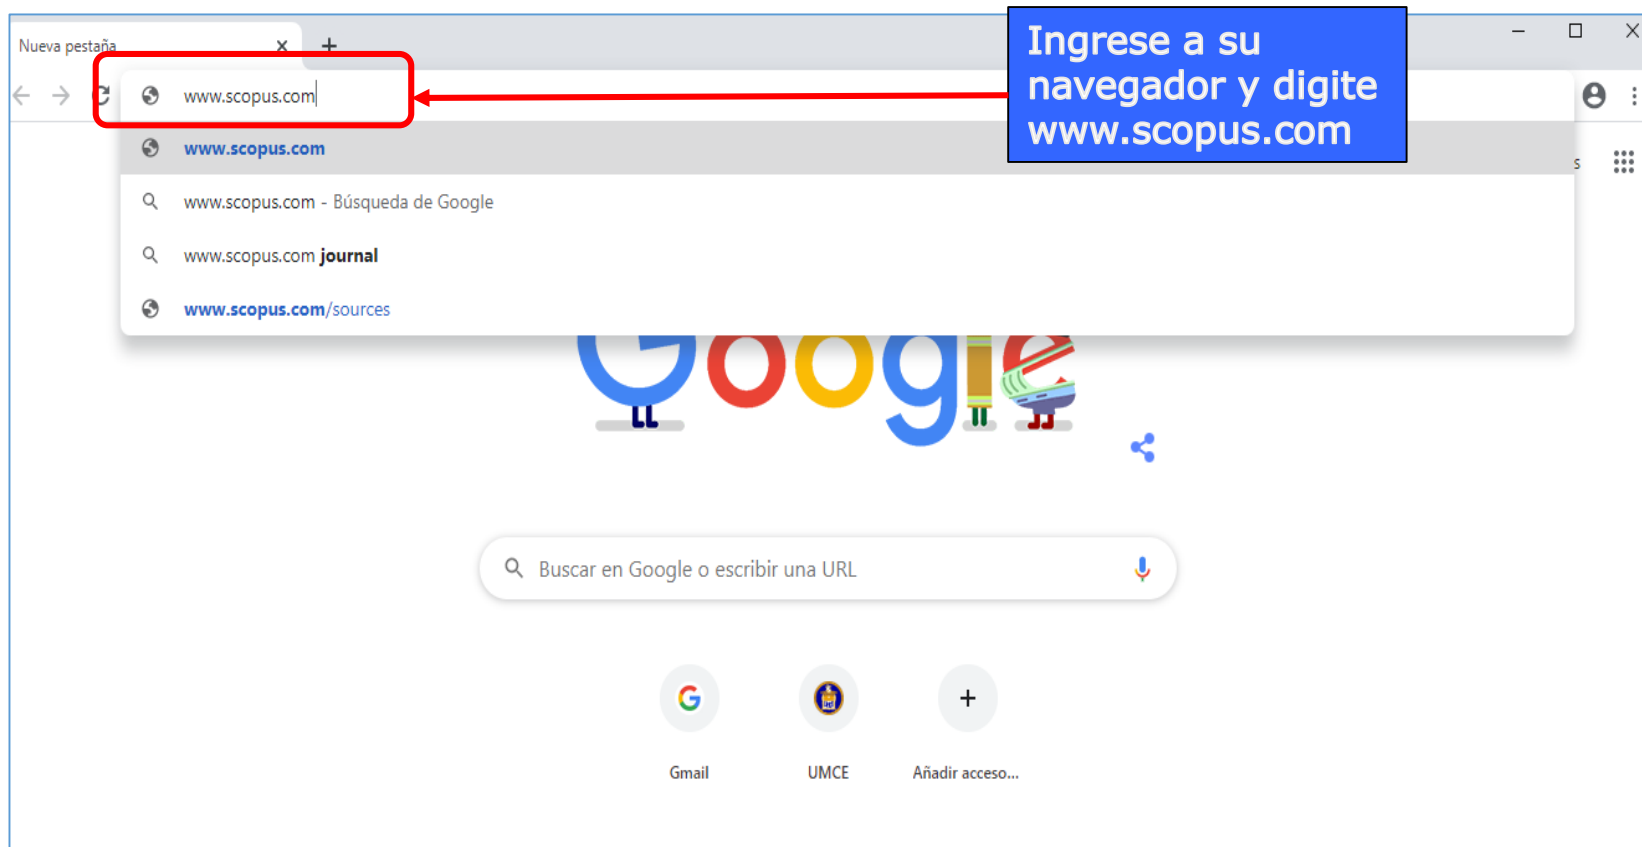 Nueva pestaña
Ingrese a su
navegador y digite
www.scopus.com
www.scopus.com
www.scopus.com
www.scopus.com - Búsqueda de Google
www.scopus.com journal
www.scopus.com/sources
s
Google
Buscar en Google o escribir una URL
Gmail
UMCE
Añadir acceso...